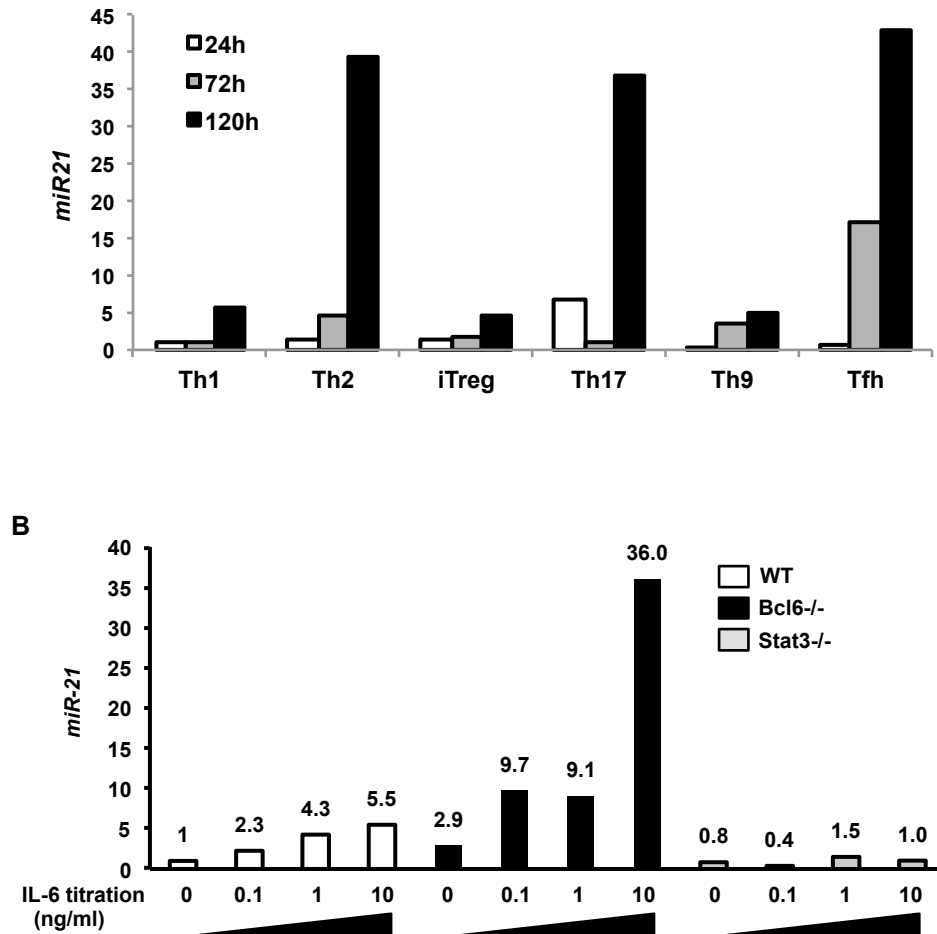 45
40
35
30
25
20
15
10
5
0
miR21
24h
72h
120h
Th1 Th2 iTreg Th17 Th9 Tfh
B
40
35
30
25
20
15
10
5
0
miR-21
WT
Bcl6-/-
Stat3-/-
1 2.3 4.3 5.5 2.9 9.7 9.1 36.0 0.8 0.4 1.5 1.0
IL-6 titration 0 0.1 1 10 0 0.1 1 10 0 0.1 1 10
(ng/ml)